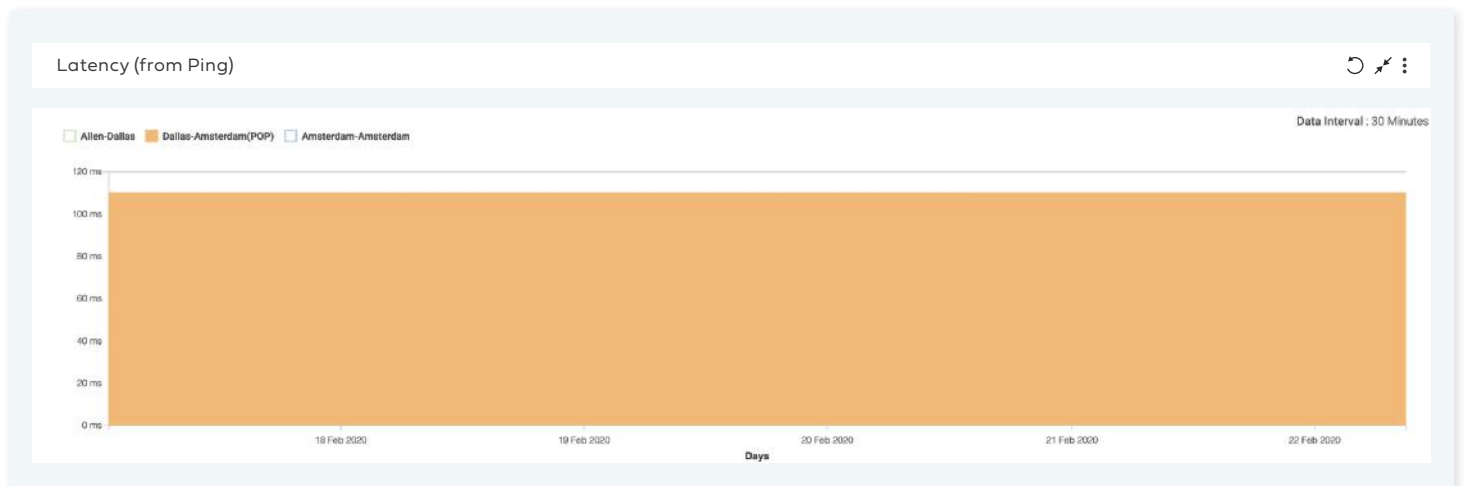 Latency (from Ping)
Data Interval : 30 Minutes
Allen-Dallas Dallas-Amsterdam(POP) Amsterdam-Amsterdam
120 ms
100 ms
80 ms
60 ms
40 ms
20 ms
0 ms
18 Feb 2020 19 Feb 2020 20 Feb 2020 21 Feb 2020 22 Feb 2020
Days